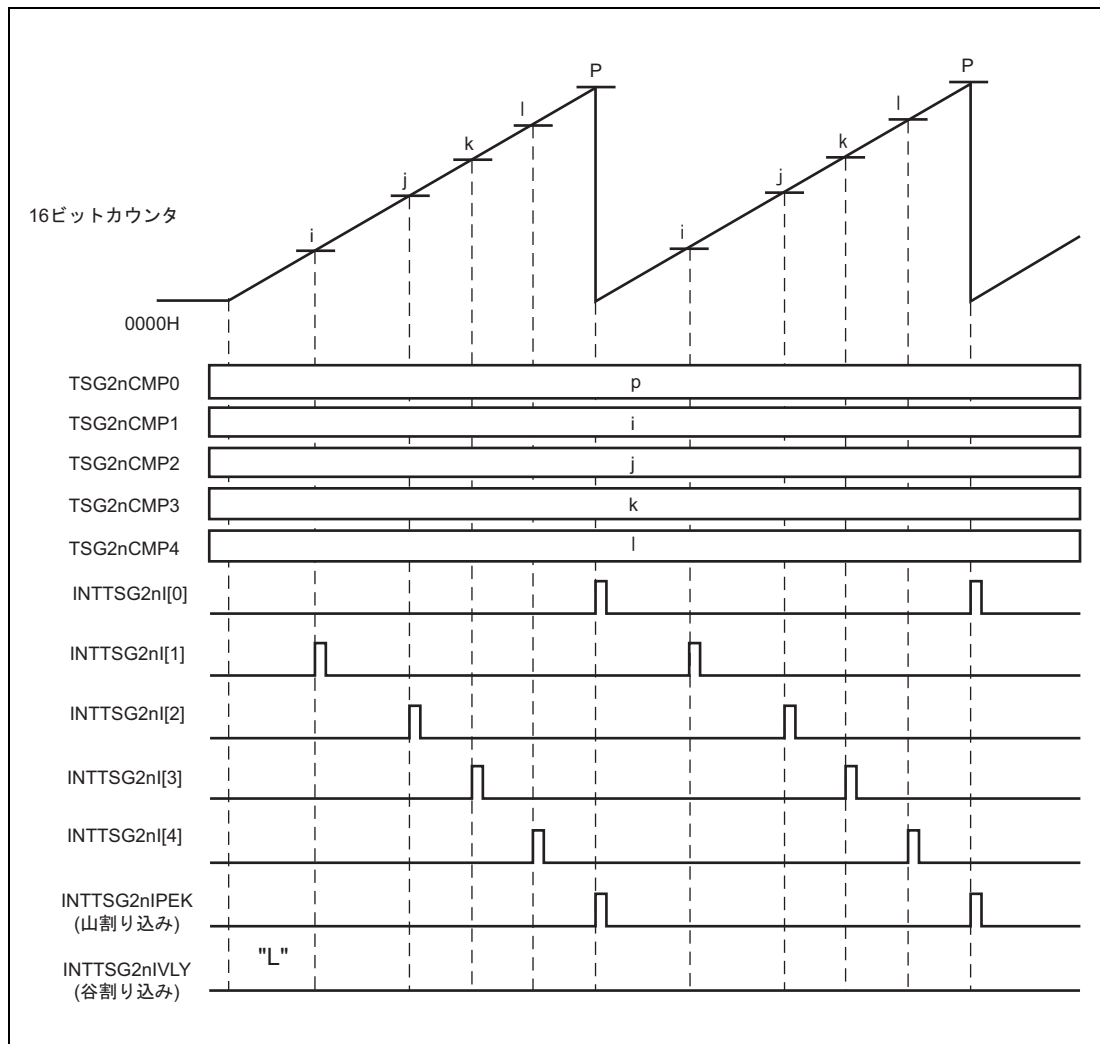 P
P
l
l
k
k
j
j
16ビットカウンタ
i
i
0000H
TSG2nCMP0
p
TSG2nCMP1
i
TSG2nCMP2
j
TSG2nCMP3
k
TSG2nCMP4
l
INTTSG2nI[0]
INTTSG2nI[1]
INTTSG2nI[2]
INTTSG2nI[3]
INTTSG2nI[4]
INTTSG2nIPEK
(山割り込み)
"L"
INTTSG2nIVLY
(谷割り込み)